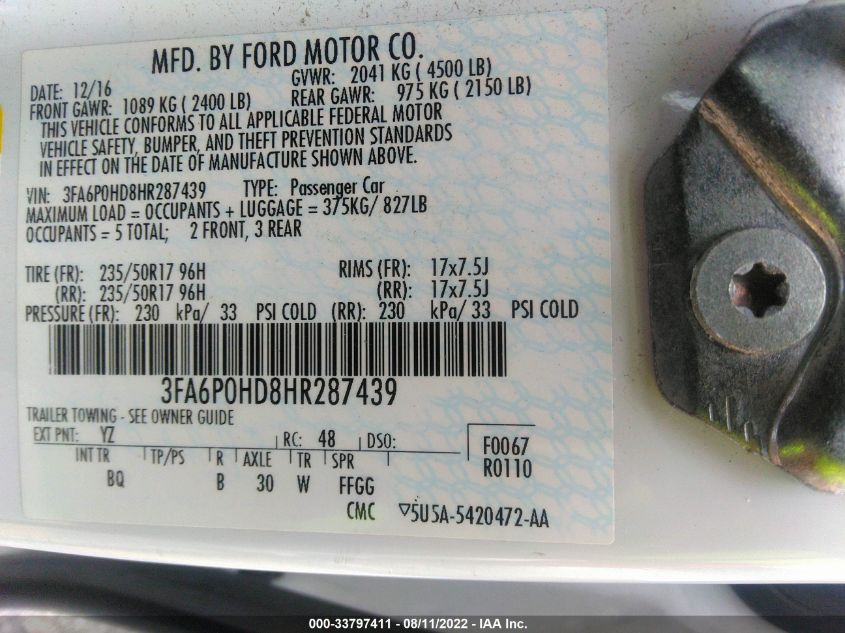 MFD. BY FORD MOTOR CO.
DATE: 12/16 GVWR: 2041 KG ( 4500 LB)
FRONT GAWR: 1089 KG ( 2400 LB) REAR GAWR: 975 KG ( 2150 LB)
THIS VEHICLE CONFORMS TO ALL APPLICABLE FEDERAL MOTOR
VEHICLE SAFETY, BUMPER, AND THEFT PREVENTION STANDARDS
IN EFFECT ON THE DATE OF MANUFACTURE SHOWN ABOVE.
VIN: 3FA6P0HD8HR287439 TYPE: Passenger Car
MAXIMUM LOAD = OCCUPANTS + LUGGAGE = 375KG/ 827LB
OCCUPANTS = 5 TOTAL; 2 FRONT, 3 REAR
TIRE (FR): 235/50R17 96H RIMS (FR): 17x7.5J
(RR): 235/50R17 96H (RR): 17x7.5J
PRESSURE (FR): 230 kPa/ 33 PSI COLD (RR): 230 kPa/ 33 PSI COLD
3FA6P0HD8HR287439
TRAILER TOWING - SEE OWNER GUIDE
EXT PNT: YZ RC: 48 DSO: F0067
INT TR TP/PS R AXLE TR SPR R0110
BQ B 30 W FFGG
CMC ▽5U5A-5420472-AA
000-33797411 - 08/11/2022 - IAA Inc.